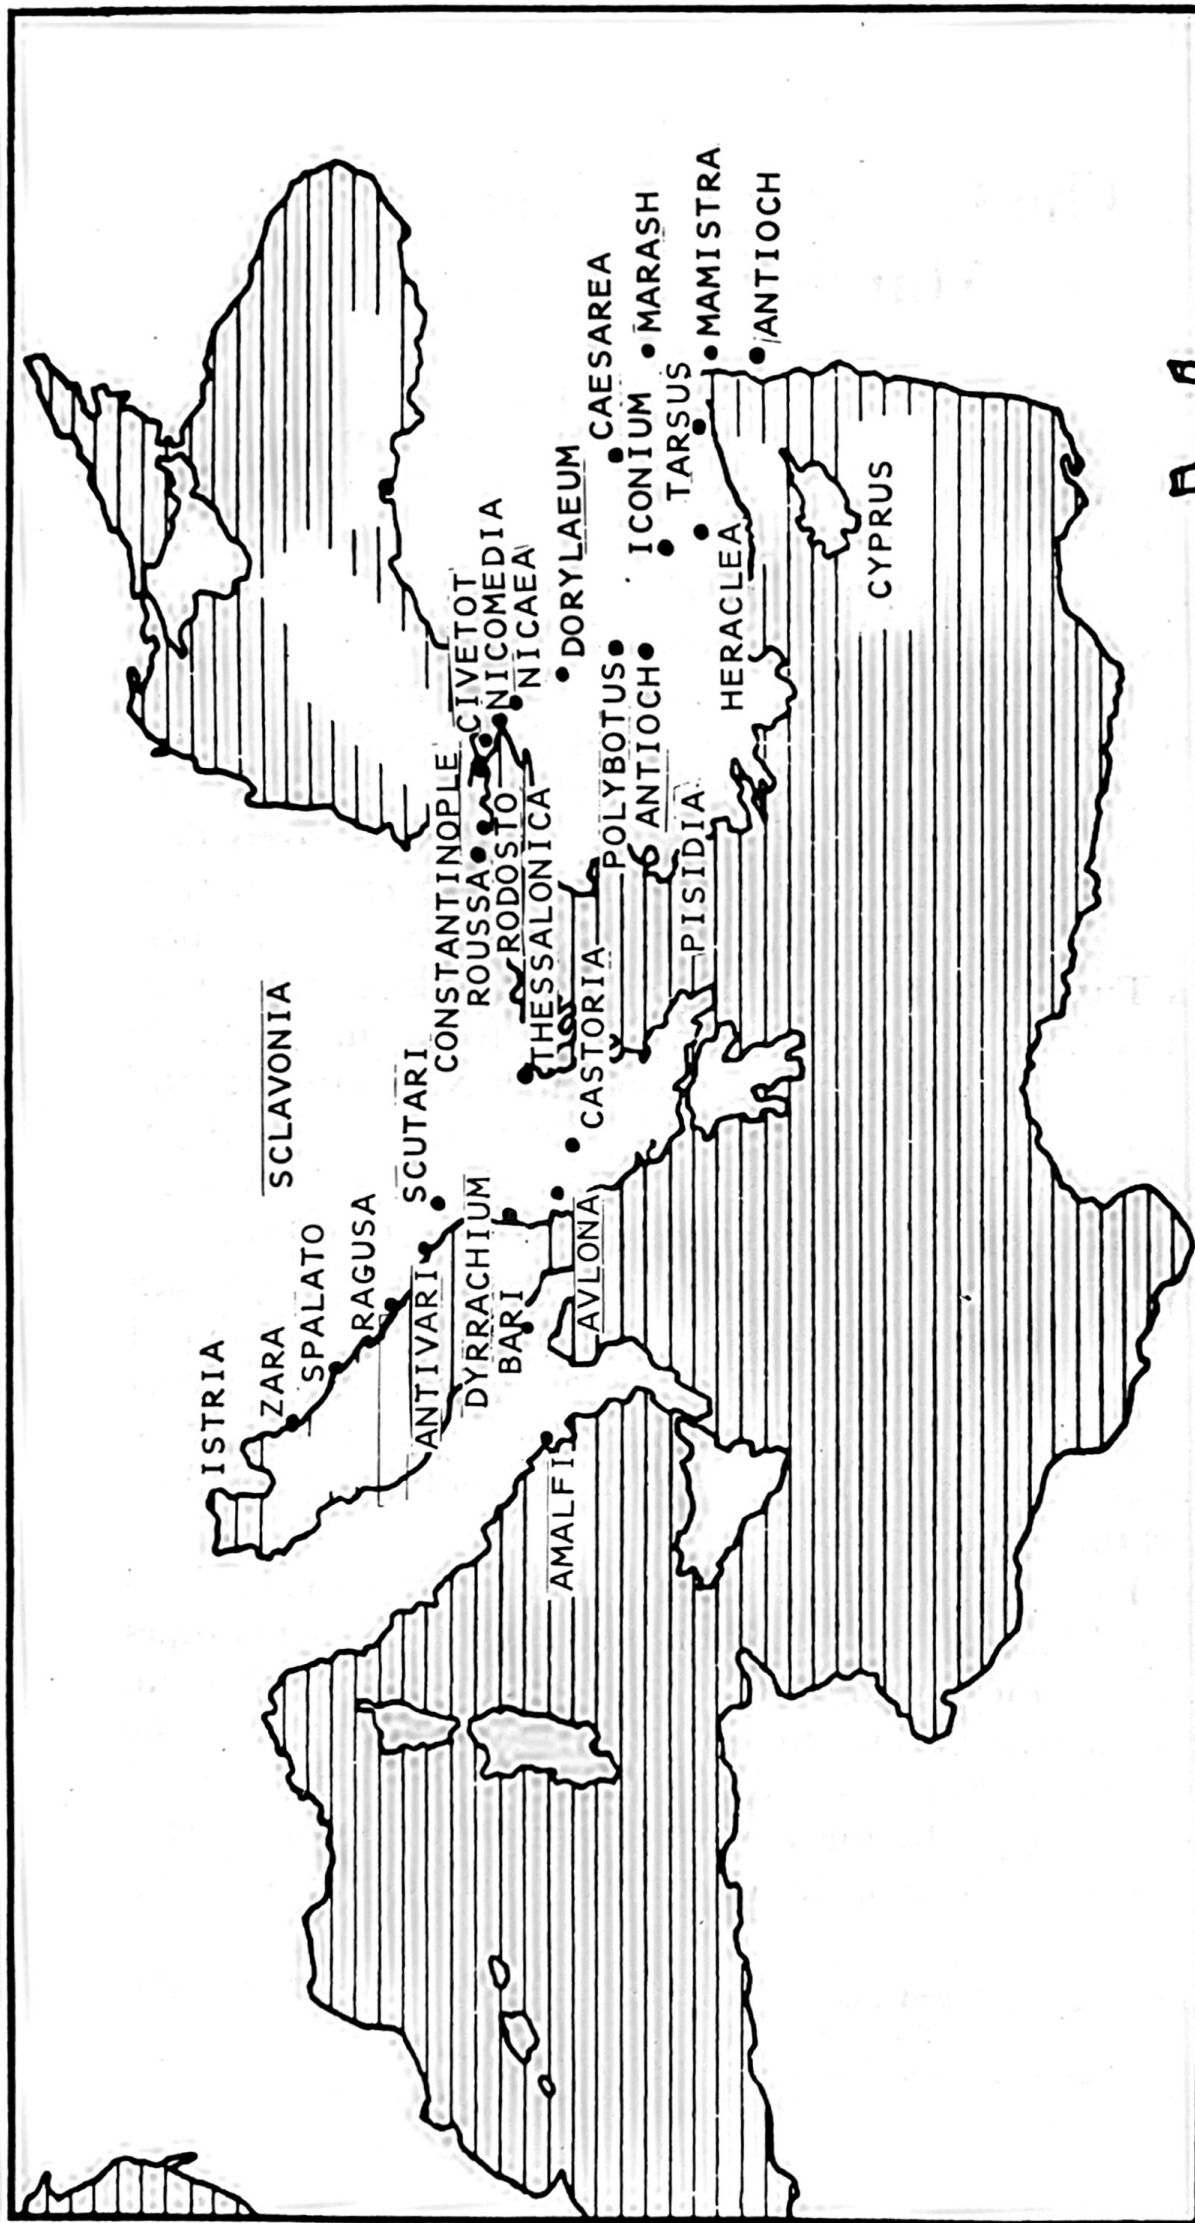 ISTRIA
ZARA
SPALATO
RAGUSA
SCLAVONIA
ANTIVARI
SCUTARI
DYRRACHIUM
BARI
AVLONA
AMALFI
CONSTANTINOPLE
ROUSSA
RODOSTO
THESSALONICA
CASTORIA
CIVETOT
NICOMEDIA
NICAEA
DORYLAEUM
POLYBOTUS
ANTIOCH
PISIDIA
CAESAREA
ICONIUM
MARASH
TARSUS
HERACLEA
MAMISTRA
ANTIOCH
CYPRUS